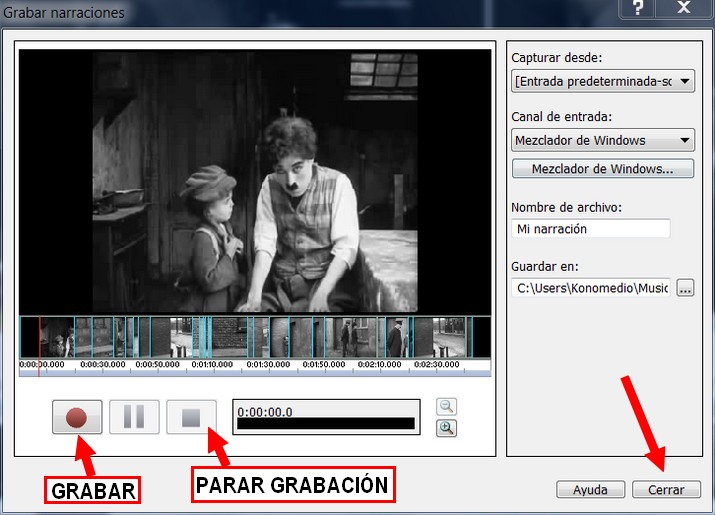 Grabar narraciones
?
X
Capturar desde:
[Entrada predeterminada-sc
Canal de entrada:
Mezclador de Windows
Mezclador de Windows...
Nombre de archivo:
Mi narración
Guardar en:
C:\Users\Konomedio\Music
...
0:00:00.000 0:00:30.000 0:00:50.000 0:01:10.000 0:01:30.000 0:01:50.000 0:02:10.000 0:02:30.000
0:00:00.0
GRABAR
PARAR GRABACIÓN
Ayuda
Cerrar